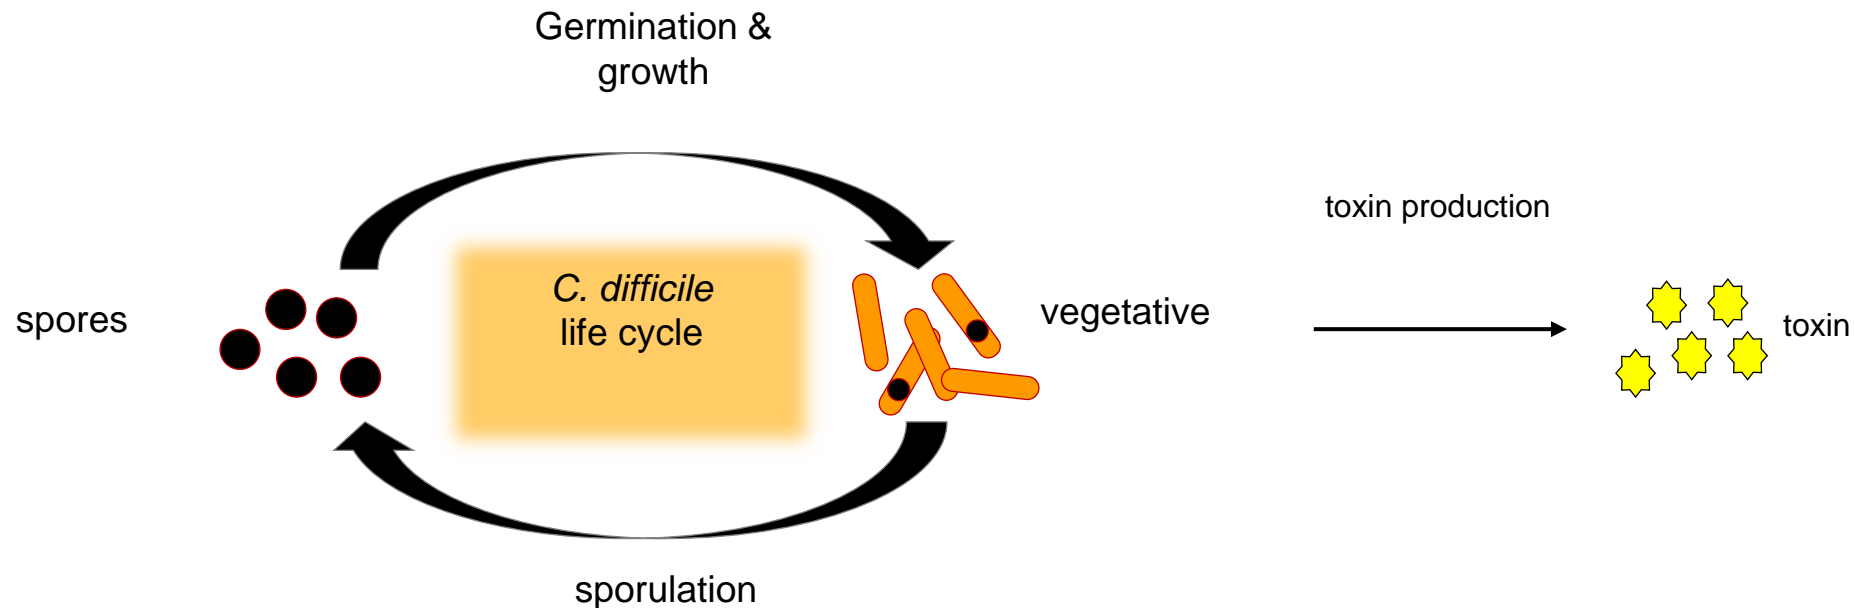 Germination &
growth
toxin production
spores
C. difficile
life cycle
vegetative
toxin
sporulation